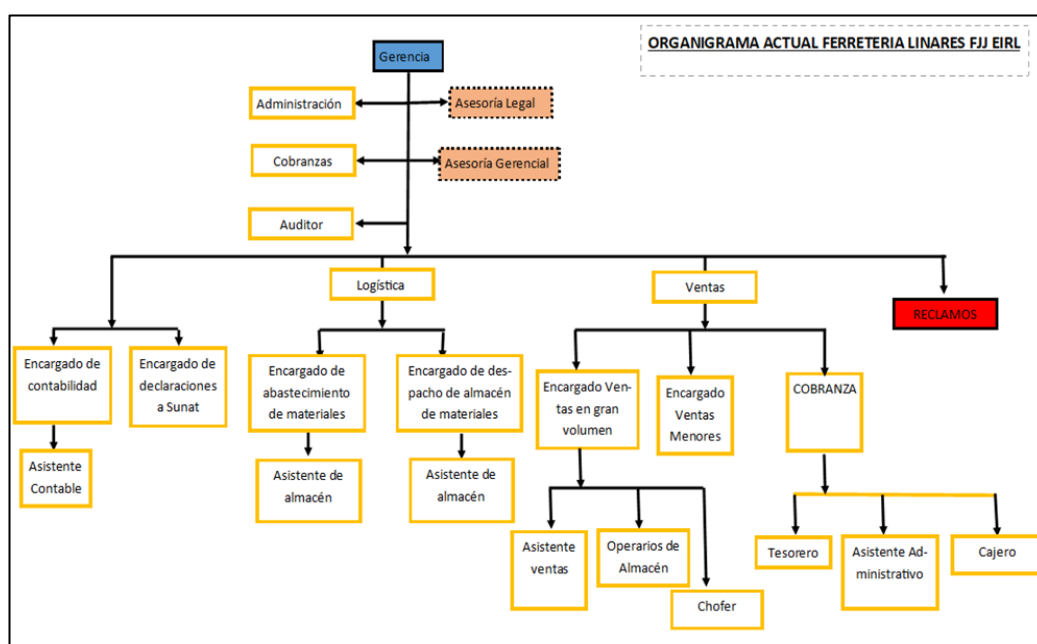 ORGANIGRAMA ACTUAL FERRETERIA LINARES FJJ EIRL
Gerencia
Administración
Asesoría Legal
Cobranzas
Asesoría Gerencial
Auditor
Logística
Ventas
RECLAMOS
Encargado de
contabilidad
Encargado de
declaraciones
a Sunat
Encargado de
abastecimiento
de materiales
Encargado de des-
pacho de almacén
de materiales
Encargado Ven-
tas en gran
volumen
Encargado
Ventas
Menores
COBRANZA
Asistente
Contable
Asistente de
almacén
Asistente de
almacén
Asistente
ventas
Operarios de
Almacén
Chofer
Tesorero
Asistente Ad-
ministrativo
Cajero